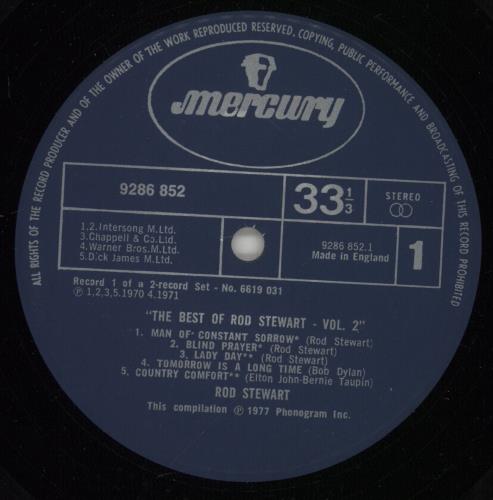 ALL RIGHTS OF THE RECORD PRODUCER AND OF THE OWNER OF THE WORK REPRODUCED RESERVED. COPYING, PUBLIC PERFORMANCE AND BROADCASTING OF THIS RECORD PROHIBITED
mercury
9286 852
33 1/3
STEREO
1,2. Intersong M.Ltd.
3. Chappell & Co. Ltd.
4. Warner Bros. M.Ltd.
5. Dick James M.Ltd.
9286 852.1
Made in England
1
Record 1 of a 2-record Set - No. 6619 031
℗ 1,2,3,5.1970 4.1971
"THE BEST OF ROD STEWART - VOL. 2"
1. MAN OF CONSTANT SORROW* (Rod Stewart)
2. BLIND PRAYER* (Rod Stewart)
3. LADY DAY** (Rod Stewart)
4. TOMORROW IS A LONG TIME (Bob Dylan)
5. COUNTRY COMFORT** (Elton John-Bernie Taupin)
ROD STEWART
This compilation ℗ 1977 Phonogram Inc.